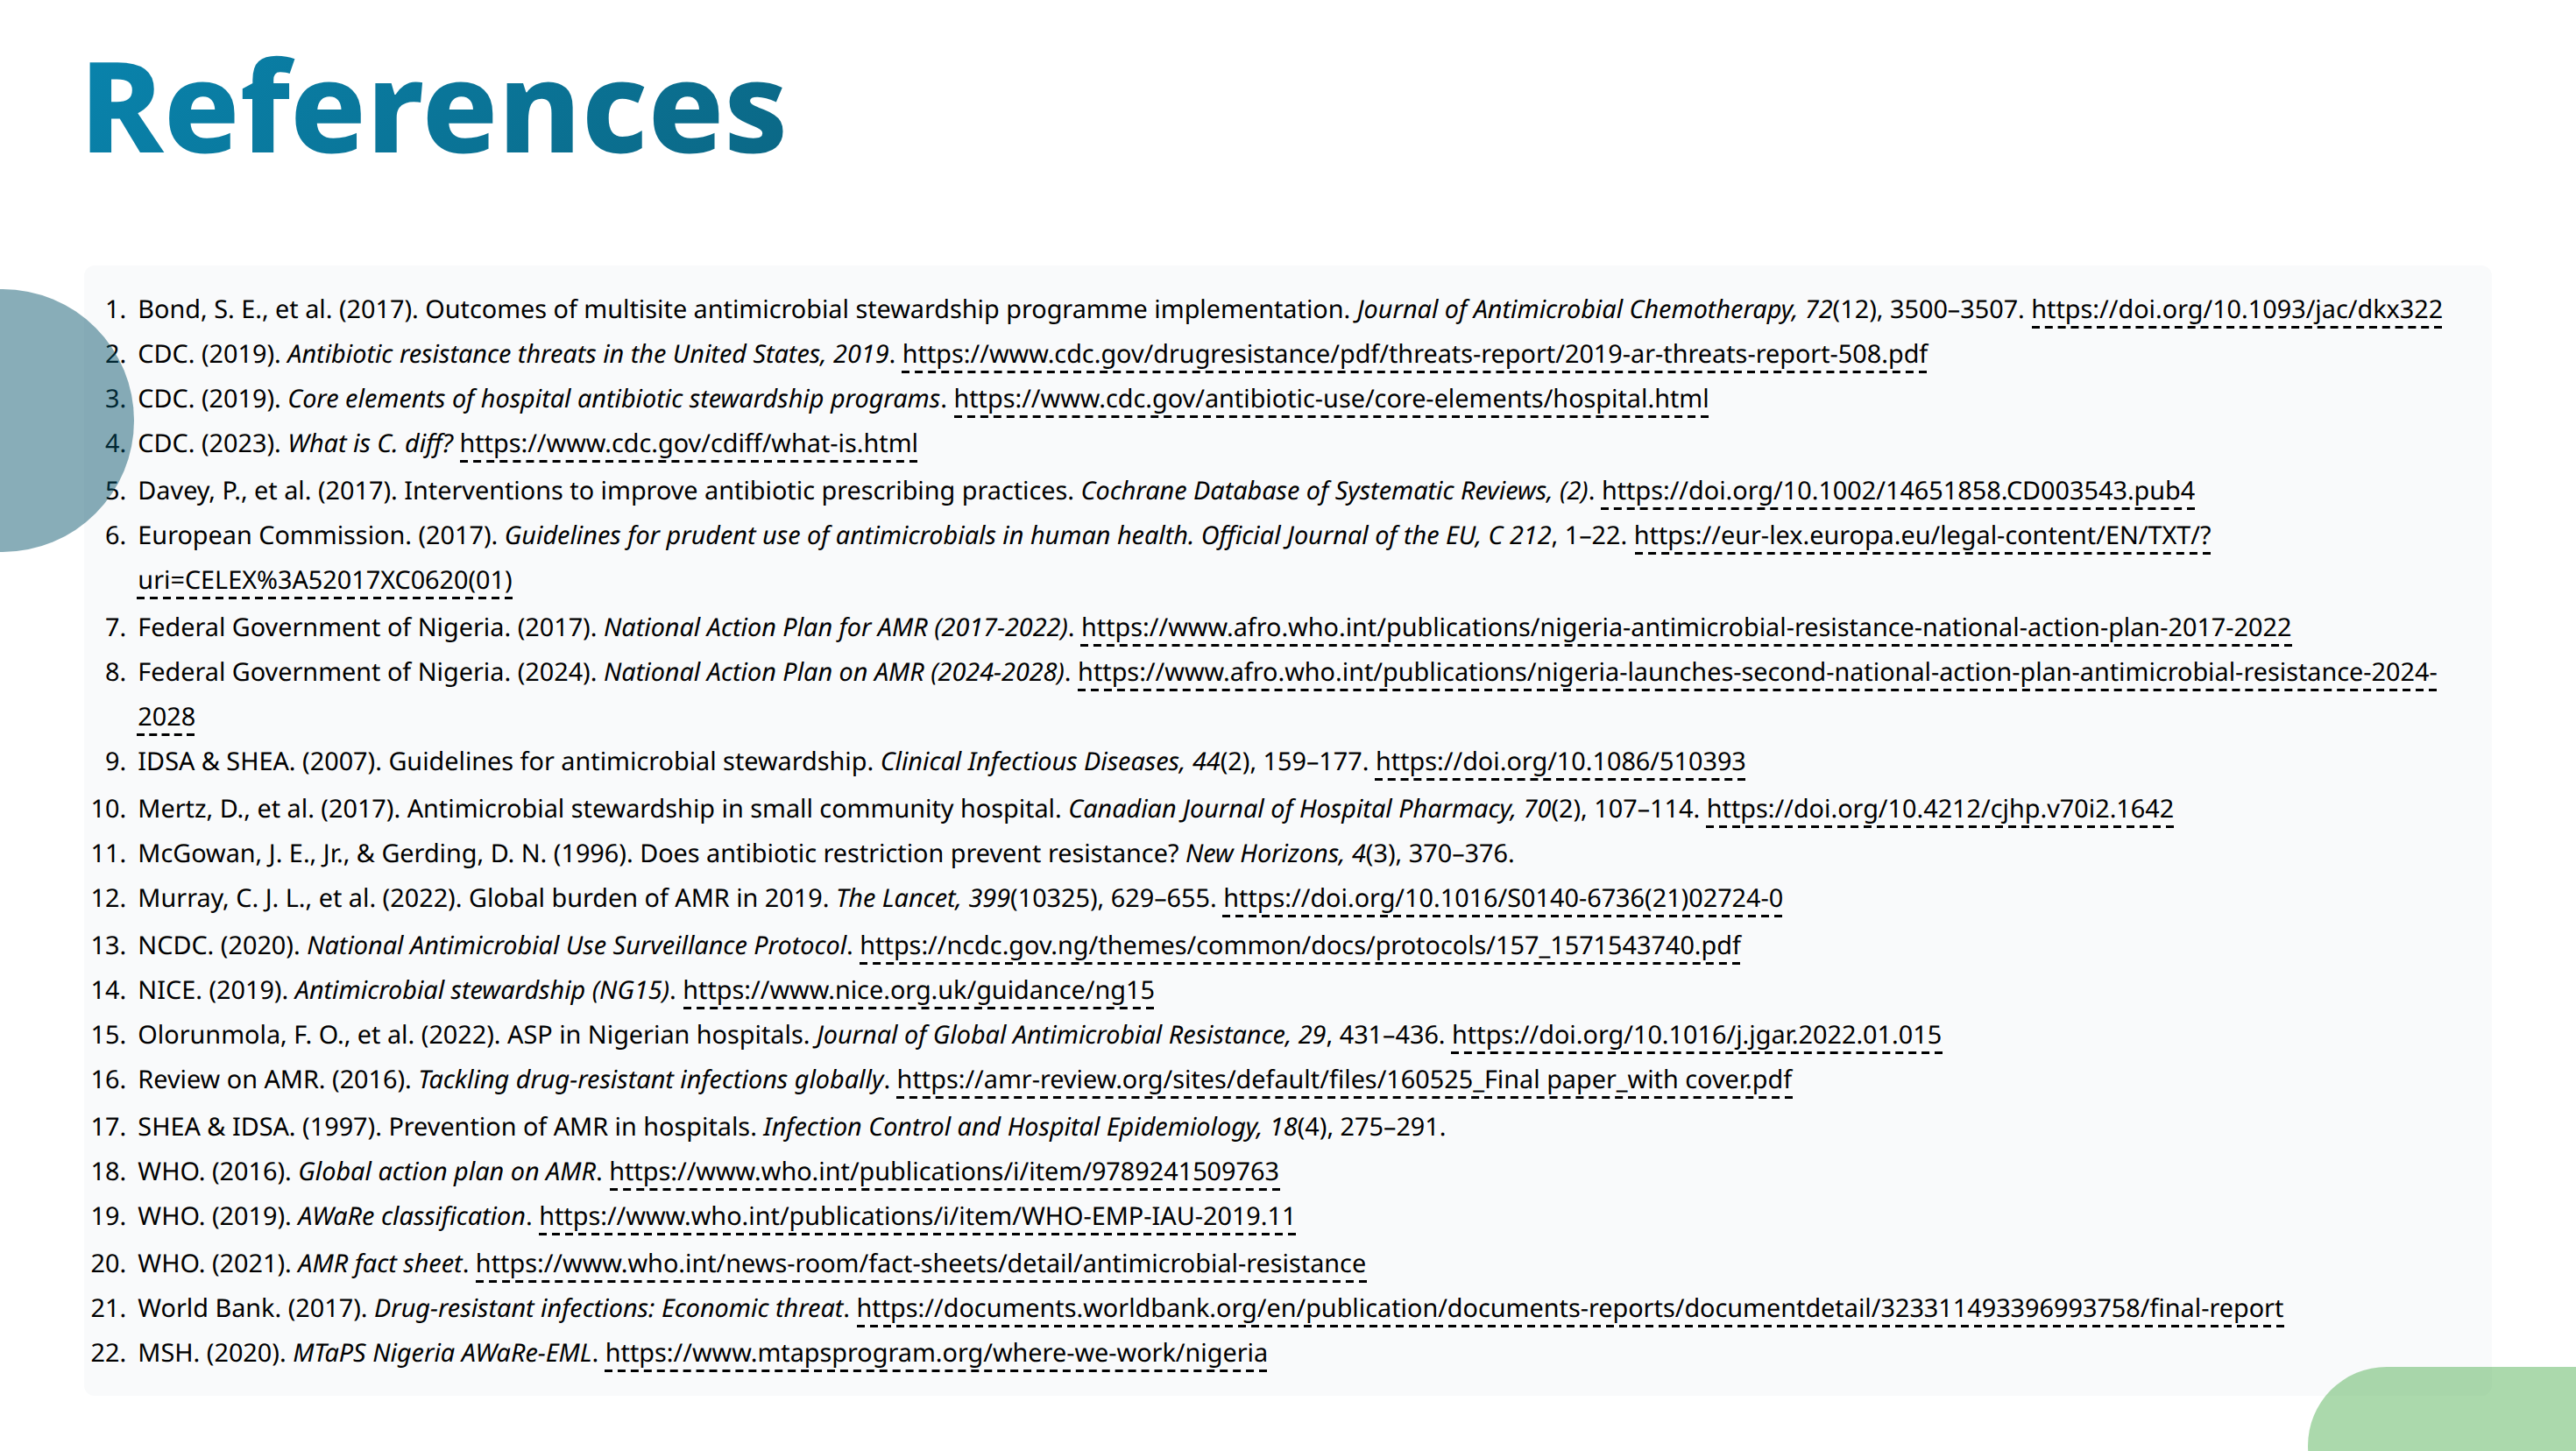 References
1. Bond, S. E., et al. (2017). Outcomes of multisite antimicrobial stewardship programme implementation. Journal of Antimicrobial Chemotherapy, 72(12), 3500–3507. https://doi.org/10.1093/jac/dkx322
2. CDC. (2019). Antibiotic resistance threats in the United States, 2019. https://www.cdc.gov/drugresistance/pdf/threats-report/2019-ar-threats-report-508.pdf
3. CDC. (2019). Core elements of hospital antibiotic stewardship programs. https://www.cdc.gov/antibiotic-use/core-elements/hospital.html
4. CDC. (2023). What is C. diff? https://www.cdc.gov/cdiff/what-is.html
5. Davey, P., et al. (2017). Interventions to improve antibiotic prescribing practices. Cochrane Database of Systematic Reviews, (2). https://doi.org/10.1002/14651858.CD003543.pub4
6. European Commission. (2017). Guidelines for prudent use of antimicrobials in human health. Official Journal of the EU, C 212, 1–22. https://eur-lex.europa.eu/legal-content/EN/TXT/?
uri=CELEX%3A52017XC0620(01)
7. Federal Government of Nigeria. (2017). National Action Plan for AMR (2017-2022). https://www.afro.who.int/publications/nigeria-antimicrobial-resistance-national-action-plan-2017-2022
8. Federal Government of Nigeria. (2024). National Action Plan on AMR (2024-2028). https://www.afro.who.int/publications/nigeria-launches-second-national-action-plan-antimicrobial-resistance-2024-
2028
9. IDSA & SHEA. (2007). Guidelines for antimicrobial stewardship. Clinical Infectious Diseases, 44(2), 159–177. https://doi.org/10.1086/510393
10. Mertz, D., et al. (2017). Antimicrobial stewardship in small community hospital. Canadian Journal of Hospital Pharmacy, 70(2), 107–114. https://doi.org/10.4212/cjhp.v70i2.1642
11. McGowan, J. E., Jr., & Gerding, D. N. (1996). Does antibiotic restriction prevent resistance? New Horizons, 4(3), 370–376.
12. Murray, C. J. L., et al. (2022). Global burden of AMR in 2019. The Lancet, 399(10325), 629–655. https://doi.org/10.1016/S0140-6736(21)02724-0
13. NCDC. (2020). National Antimicrobial Use Surveillance Protocol. https://ncdc.gov.ng/themes/common/docs/protocols/157_1571543740.pdf
14. NICE. (2019). Antimicrobial stewardship (NG15). https://www.nice.org.uk/guidance/ng15
15. Olorunmola, F. O., et al. (2022). ASP in Nigerian hospitals. Journal of Global Antimicrobial Resistance, 29, 431–436. https://doi.org/10.1016/j.jgar.2022.01.015
16. Review on AMR. (2016). Tackling drug-resistant infections globally. https://amr-review.org/sites/default/files/160525_Final paper_with cover.pdf
17. SHEA & IDSA. (1997). Prevention of AMR in hospitals. Infection Control and Hospital Epidemiology, 18(4), 275–291.
18. WHO. (2016). Global action plan on AMR. https://www.who.int/publications/i/item/9789241509763
19. WHO. (2019). AWaRe classification. https://www.who.int/publications/i/item/WHO-EMP-IAU-2019.11
20. WHO. (2021). AMR fact sheet. https://www.who.int/news-room/fact-sheets/detail/antimicrobial-resistance
21. World Bank. (2017). Drug-resistant infections: Economic threat. https://documents.worldbank.org/en/publication/documents-reports/documentdetail/323311493396993758/final-report
22. MSH. (2020). MTaPS Nigeria AWaRe-EML. https://www.mtapsprogram.org/where-we-work/nigeria